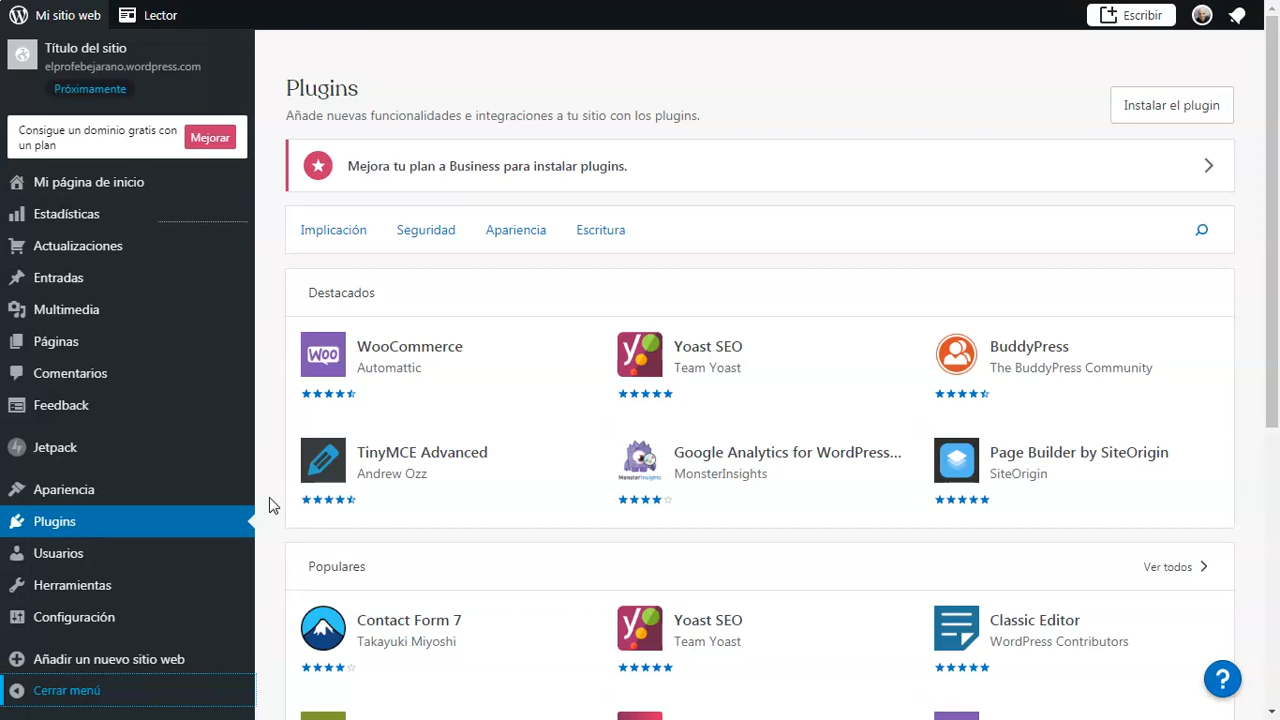 Mi sitio web
Lector
Escribir
Título del sitio
elprofebejarano.wordpress.com
Próximamente
Consigue un dominio gratis con
un plan
Mejorar
Mi página de inicio
Estadísticas
Actualizaciones
Entradas
Multimedia
Páginas
Comentarios
Feedback
Jetpack
Apariencia
Plugins
Usuarios
Herramientas
Configuración
Añadir un nuevo sitio web
Cerrar menú
Plugins
Añade nuevas funcionalidades e integraciones a tu sitio con los plugins.
Instalar el plugin
Mejora tu plan a Business para instalar plugins.
Implicación
Seguridad
Apariencia
Escritura
Destacados
WOO
WooCommerce
Automattic
Yoast SEO
Team Yoast
BuddyPress
The BuddyPress Community
TinyMCE Advanced
Andrew Ozz
MonsterInsights
Google Analytics for WordPress...
MonsterInsights
Page Builder by SiteOrigin
SiteOrigin
Populares
Ver todos
Contact Form 7
Takayuki Miyoshi
Yoast SEO
Team Yoast
Classic Editor
WordPress Contributors
?